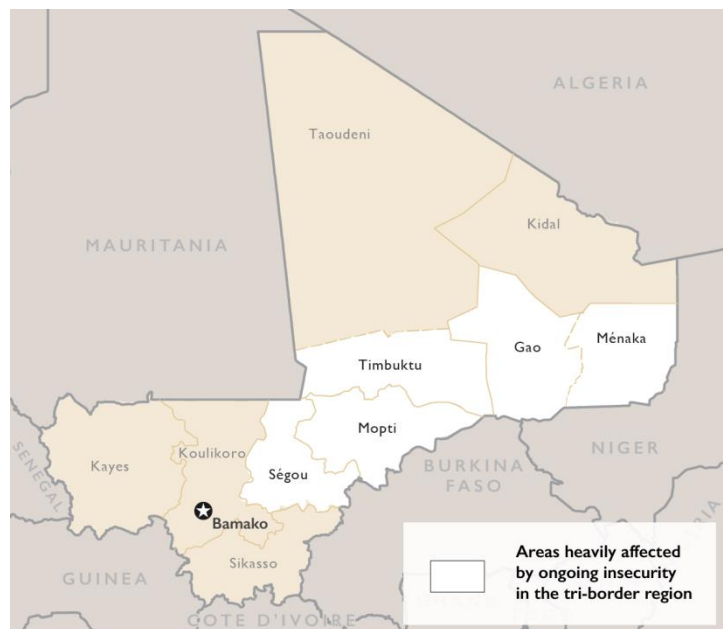 ALGERIA
Taoudeni
Kidal
MAURITANIA
Timbuktu
Gao
Ménaka
Mopti
Ségou
Koulikoro
Kayes
SENEGAL
Bamako
Sikasso
BURKINA
FASO
NIGER
GUINEA
COTE D'IVOIRE
Areas heavily affected
by ongoing insecurity
in the tri-border region